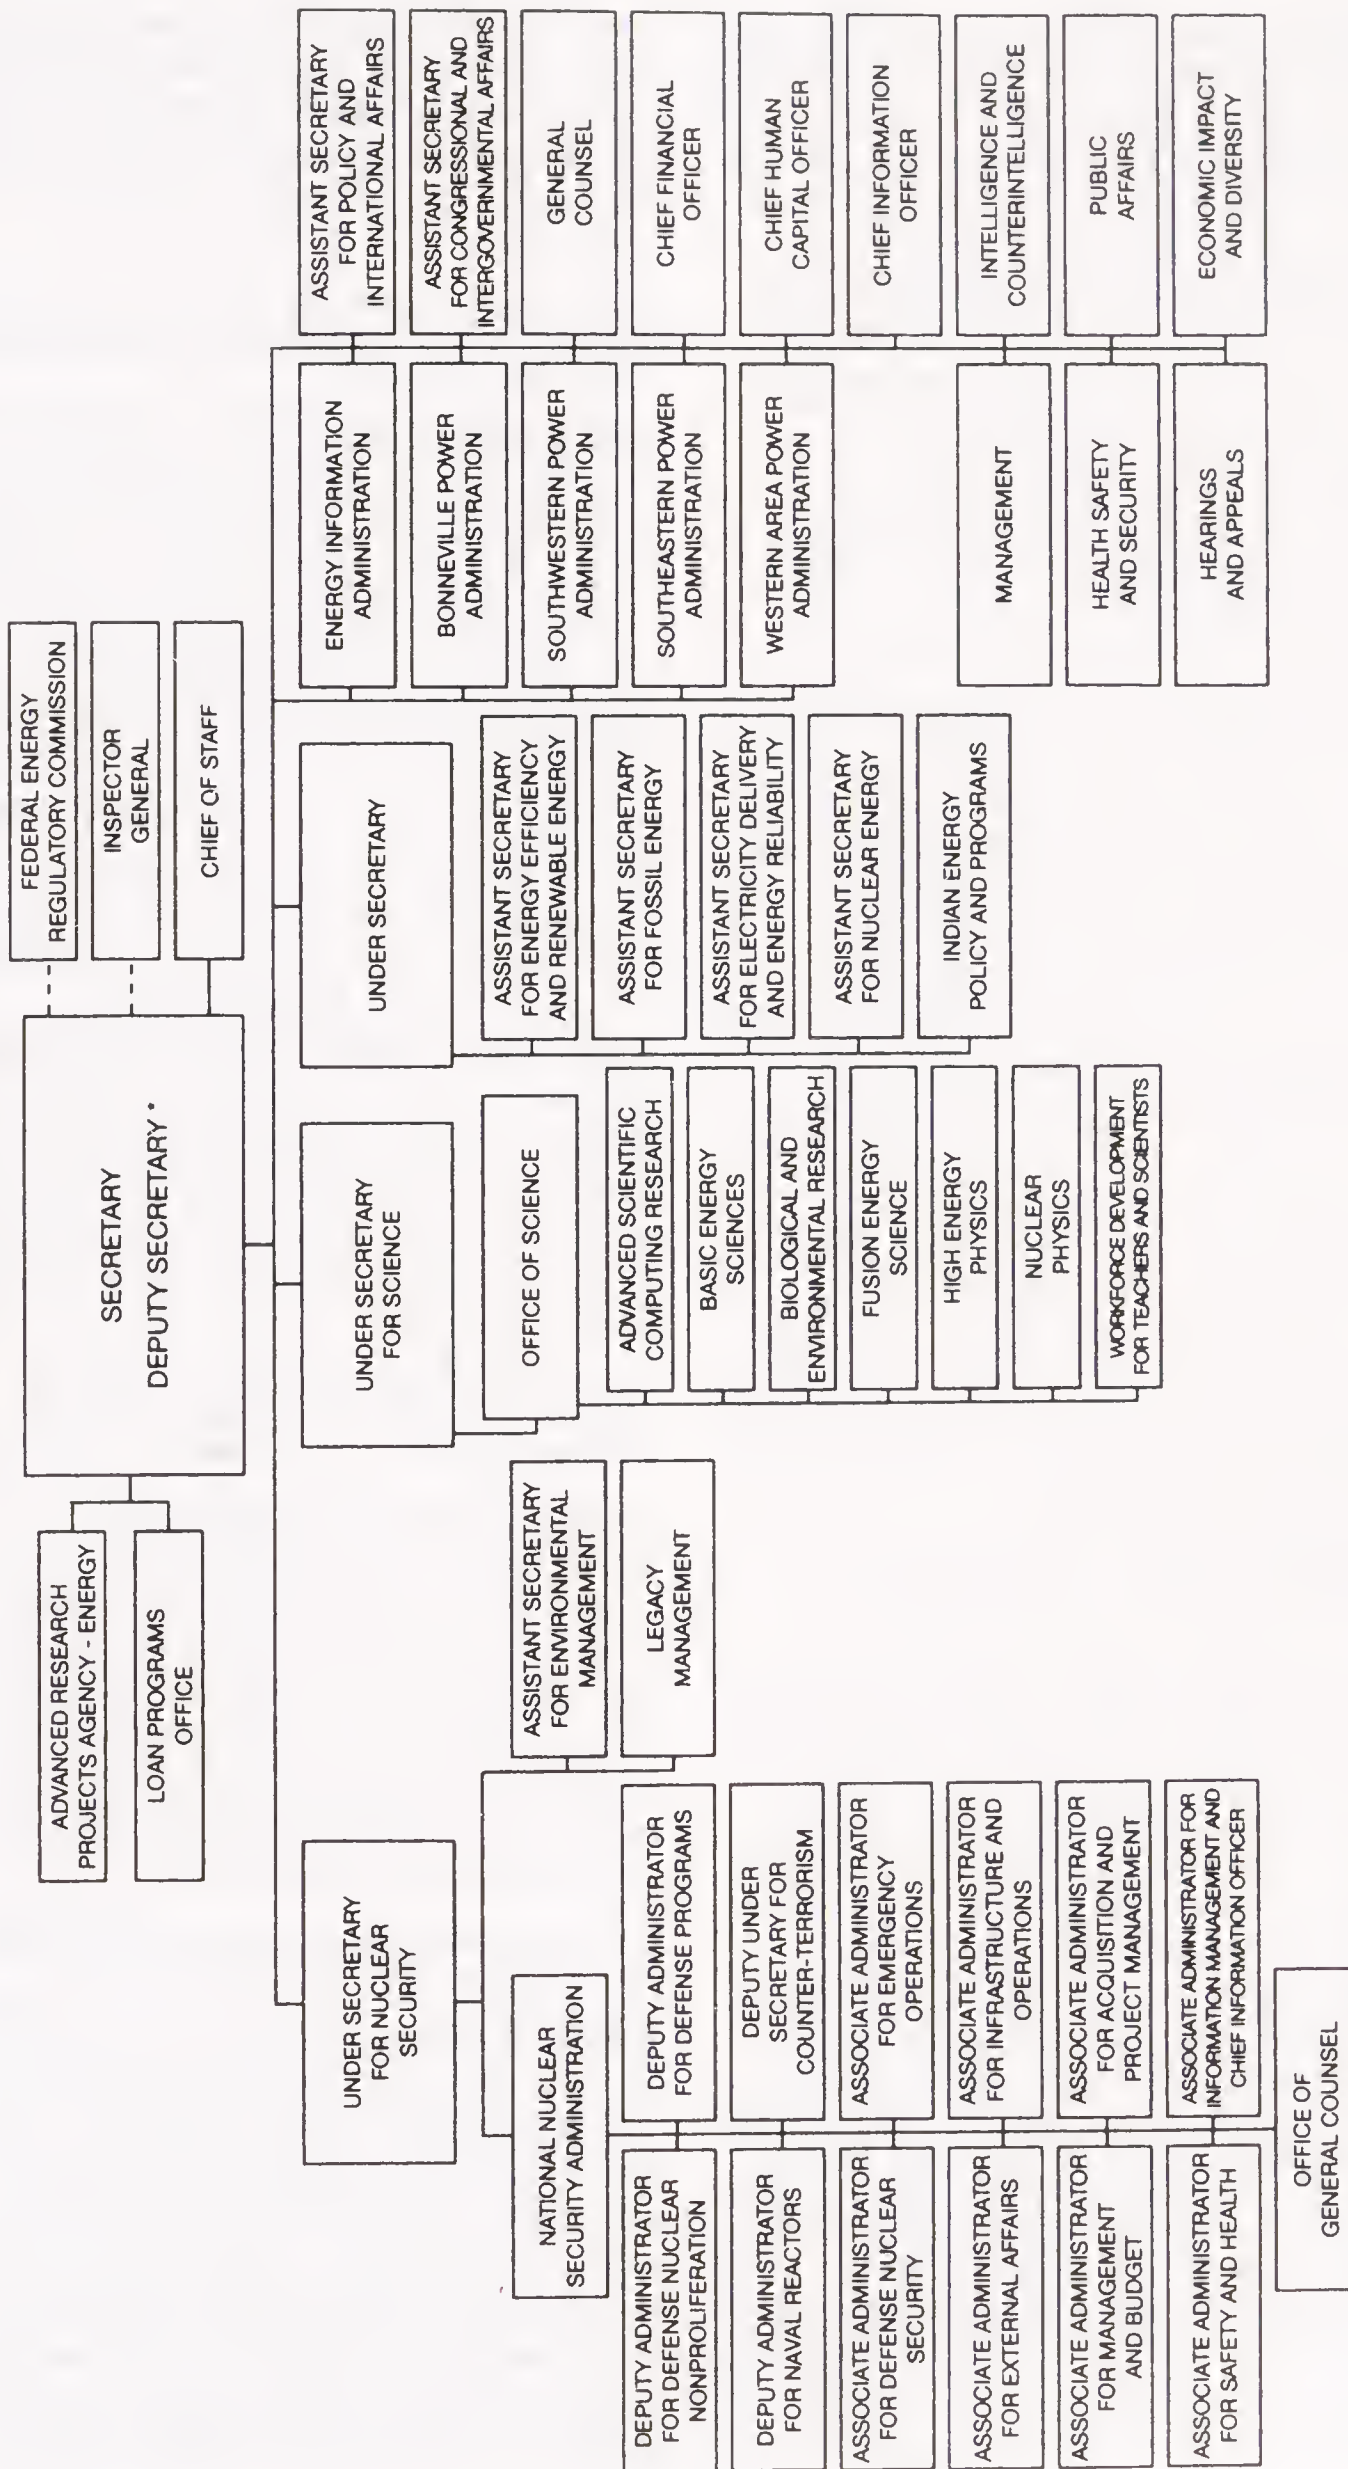 SECRETARY
DEPUTY SECRETARY *
ADVANCED RESEARCH
PROJECTS AGENCY - ENERGY
LOAN PROGRAMS
OFFICE
FEDERAL ENERGY
REGULATORY COMMISSION
INSPECTOR
GENERAL
CHIEF OF STAFF
UNDER SECRETARY
FOR NUCLEAR
SECURITY
NATIONAL NUCLEAR
SECURITY ADMINISTRATION
DEPUTY ADMINISTRATOR
FOR DEFENSE NUCLEAR
NONPROLIFERATION
DEPUTY ADMINISTRATOR
FOR NAVAL REACTORS
ASSOCIATE ADMINISTRATOR
FOR DEFENSE NUCLEAR
SECURITY
ASSOCIATE ADMINISTRATOR
FOR EXTERNAL AFFAIRS
ASSOCIATE ADMINISTRATOR
FOR MANAGEMENT
AND BUDGET
ASSOCIATE ADMINISTRATOR
FOR SAFETY AND HEALTH
DEPUTY ADMINISTRATOR
FOR DEFENSE PROGRAMS
DEPUTY UNDER
SECRETARY FOR
COUNTER-TERRORISM
ASSOCIATE ADMINISTRATOR
FOR EMERGENCY
OPERATIONS
ASSOCIATE ADMINISTRATOR
FOR INFRASTRUCTURE AND
OPERATIONS
ASSOCIATE ADMINISTRATOR
FOR ACQUISITION AND
PROJECT MANAGEMENT
ASSOCIATE ADMINISTRATOR FOR
INFORMATION MANAGEMENT AND
CHIEF INFORMATION OFFICER
OFFICE OF
GENERAL COUNSEL
ASSISTANT SECRETARY
FOR ENVIRONMENTAL
MANAGEMENT
LEGACY
MANAGEMENT
UNDER SECRETARY
FOR SCIENCE
OFFICE OF SCIENCE
ADVANCED SCIENTIFIC
COMPUTING RESEARCH
BASIC ENERGY
SCIENCES
BIOLOGICAL AND
ENVIRONMENTAL RESEARCH
FUSION ENERGY
SCIENCE
HIGH ENERGY
PHYSICS
NUCLEAR
PHYSICS
WORKFORCE DEVELOPMENT
FOR TEACHERS AND SCIENTISTS
UNDER SECRETARY
ASSISTANT SECRETARY
FOR ENERGY EFFICIENCY
AND RENEWABLE ENERGY
ASSISTANT SECRETARY
FOR FOSSIL ENERGY
ASSISTANT SECRETARY
FOR ELECTRICITY DELIVERY
AND ENERGY RELIABILITY
ASSISTANT SECRETARY
FOR NUCLEAR ENERGY
INDIAN ENERGY
POLICY AND PROGRAMS
ENERGY INFORMATION
ADMINISTRATION
BONNEVILLE POWER
ADMINISTRATION
SOUTHWESTERN POWER
ADMINISTRATION
SOUTHEASTERN POWER
ADMINISTRATION
WESTERN AREA POWER
ADMINISTRATION
MANAGEMENT
HEALTH SAFETY
AND SECURITY
HEARINGS
AND APPEALS
ASSISTANT SECRETARY
FOR POLICY AND
INTERNATIONAL AFFAIRS
ASSISTANT SECRETARY
FOR CONGRESSIONAL AND
INTERGOVERNMENTAL AFFAIRS
GENERAL
COUNSEL
CHIEF FINANCIAL
OFFICER
CHIEF HUMAN
CAPITAL OFFICER
CHIEF INFORMATION
OFFICER
INTELLIGENCE AND
COUNTERINTELLIGENCE
PUBLIC
AFFAIRS
ECONOMIC IMPACT
AND DIVERSITY